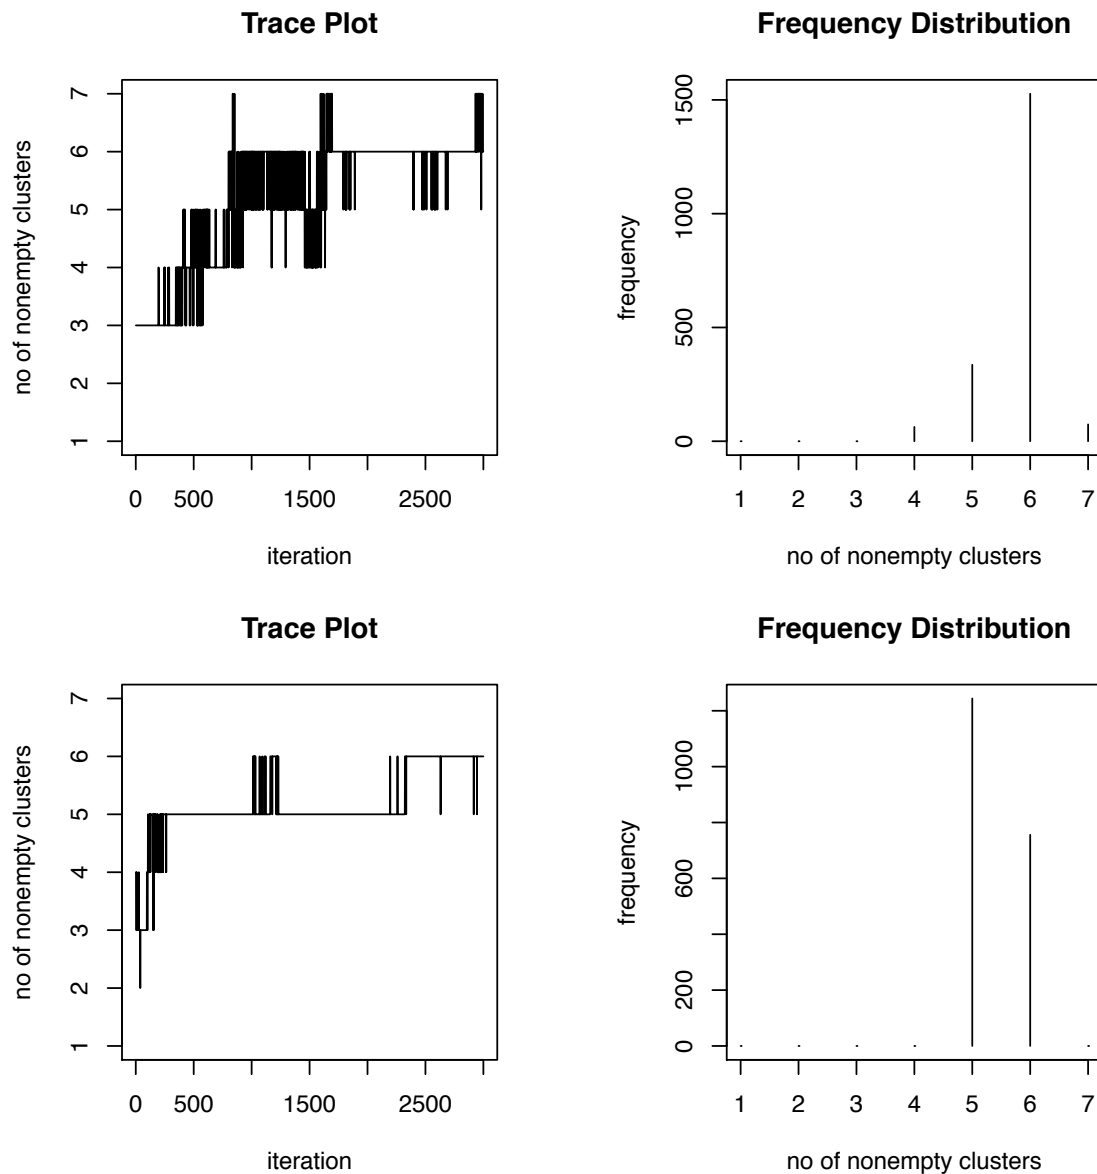 Trace Plot
no of nonempty clusters
7
6
5
4
3
2
1
0 500 1500 2500
iteration
Frequency Distribution
frequency
1500
1000
500
0
1 2 3 4 5 6 7
no of nonempty clusters
Trace Plot
no of nonempty clusters
7
6
5
4
3
2
1
0 500 1500 2500
iteration
Frequency Distribution
frequency
1000
600
200
0
1 2 3 4 5 6 7
no of nonempty clusters